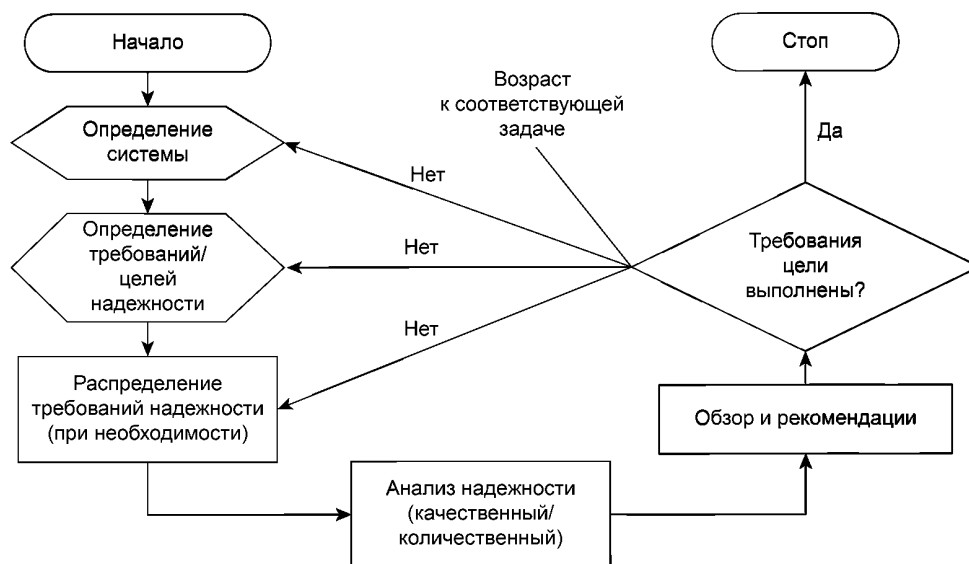 Начало
Стоп
Возраст
к соответствующей
задаче
Определение
системы
Да
Нет
Определение
требований/
целей
надежности
Нет
Требования
цели
выполнены?
Нет
Распределение
требований надежности
(при необходимости)
Обзор и рекомендации
Анализ надежности
(качественный/
количественный)